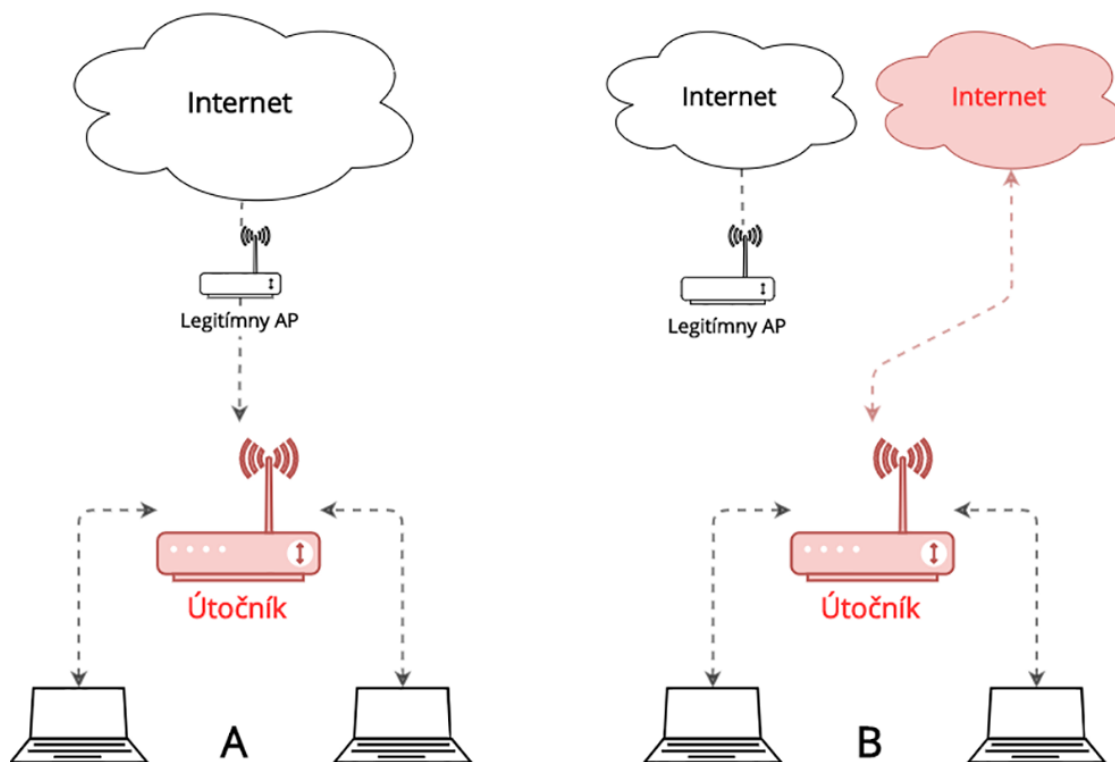 Internet
Legitímny AP
Útočník
A
Internet
Internet
Legitímny AP
Útočník
B